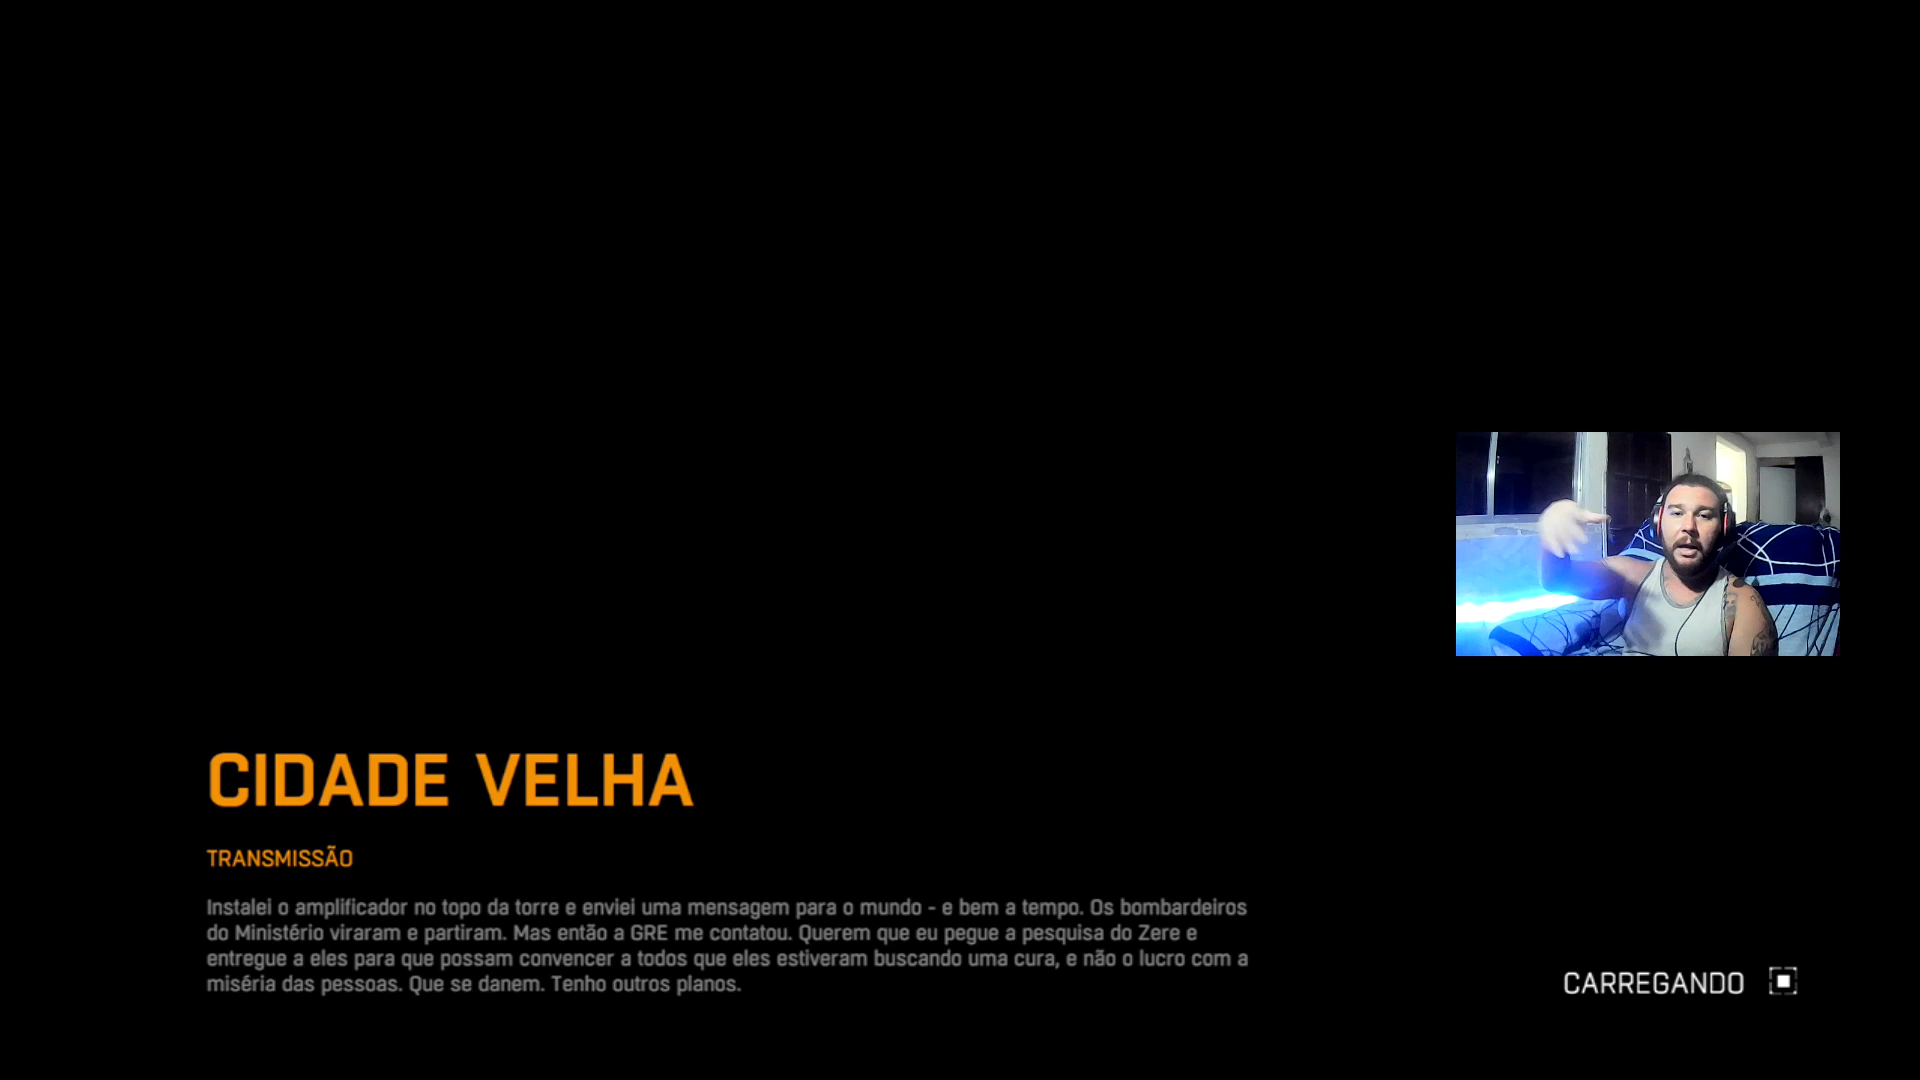 CIDADE VELHA
TRANSMISSÃO
Instalei o amplificador no topo da torre e enviei uma mensagem para o mundo - e bem a tempo. Os bombardeiros
do Ministério viraram e partiram. Mas então a GRE me contatou. Querem que eu pegue a pesquisa do Zere e
entregue a eles para que possam convencer a todos que eles estiveram buscando uma cura, e não o lucro com a
miséria das pessoas. Que se danem. Tenho outros planos.
CARREGANDO